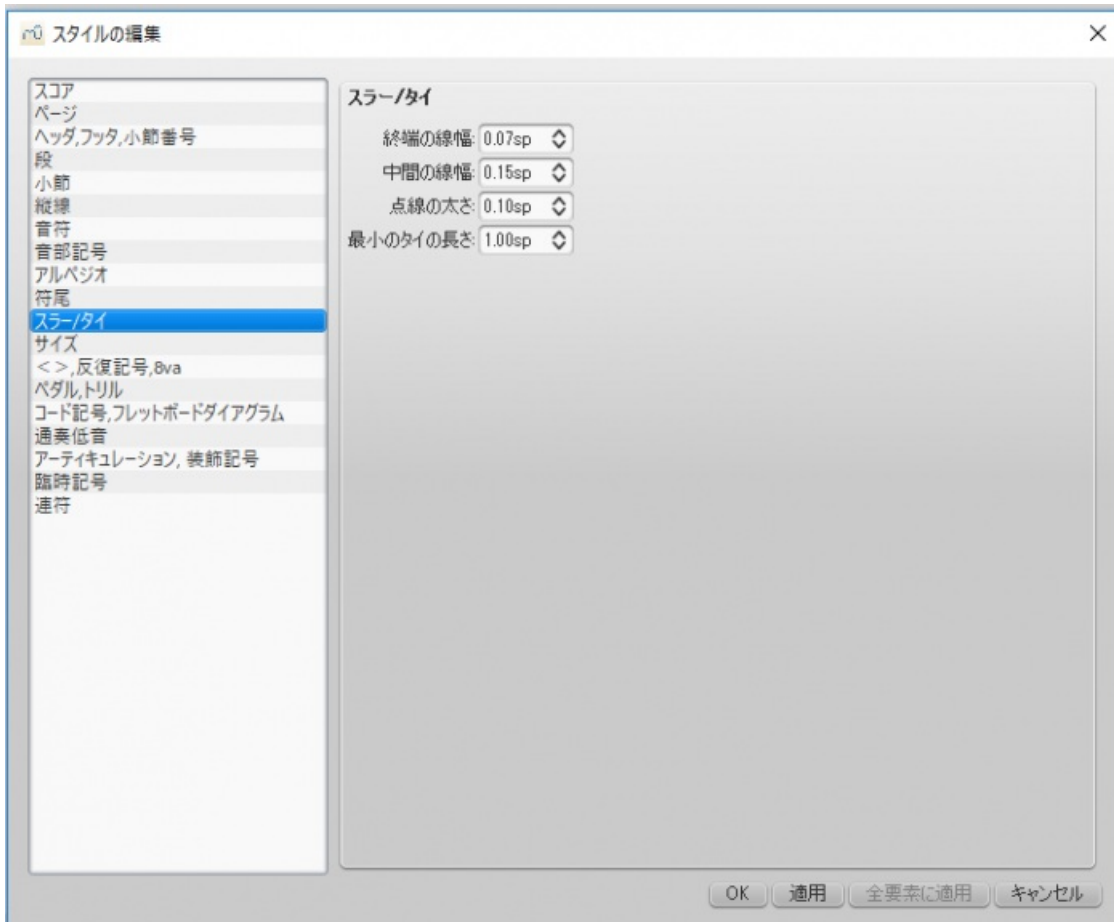 スタイルの編集
スコア
ページ
ヘッダ,フッタ,小節番号
段
小節
縦線
音符
音部記号
アルペジオ
符尾
スラー/タイ
サイズ
< >,反復記号,8va
ペダル,トリル
コード記号,フレットボードダイアグラム
通奏低音
アーティキュレーション, 装飾記号
臨時記号
連符
スラー/タイ
終端の線幅: 0.07sp
中間の線幅: 0.15sp
点線の太さ: 0.10sp
最小のタイの長さ: 1.00sp
OK 適用 全要素に適用 キャンセル